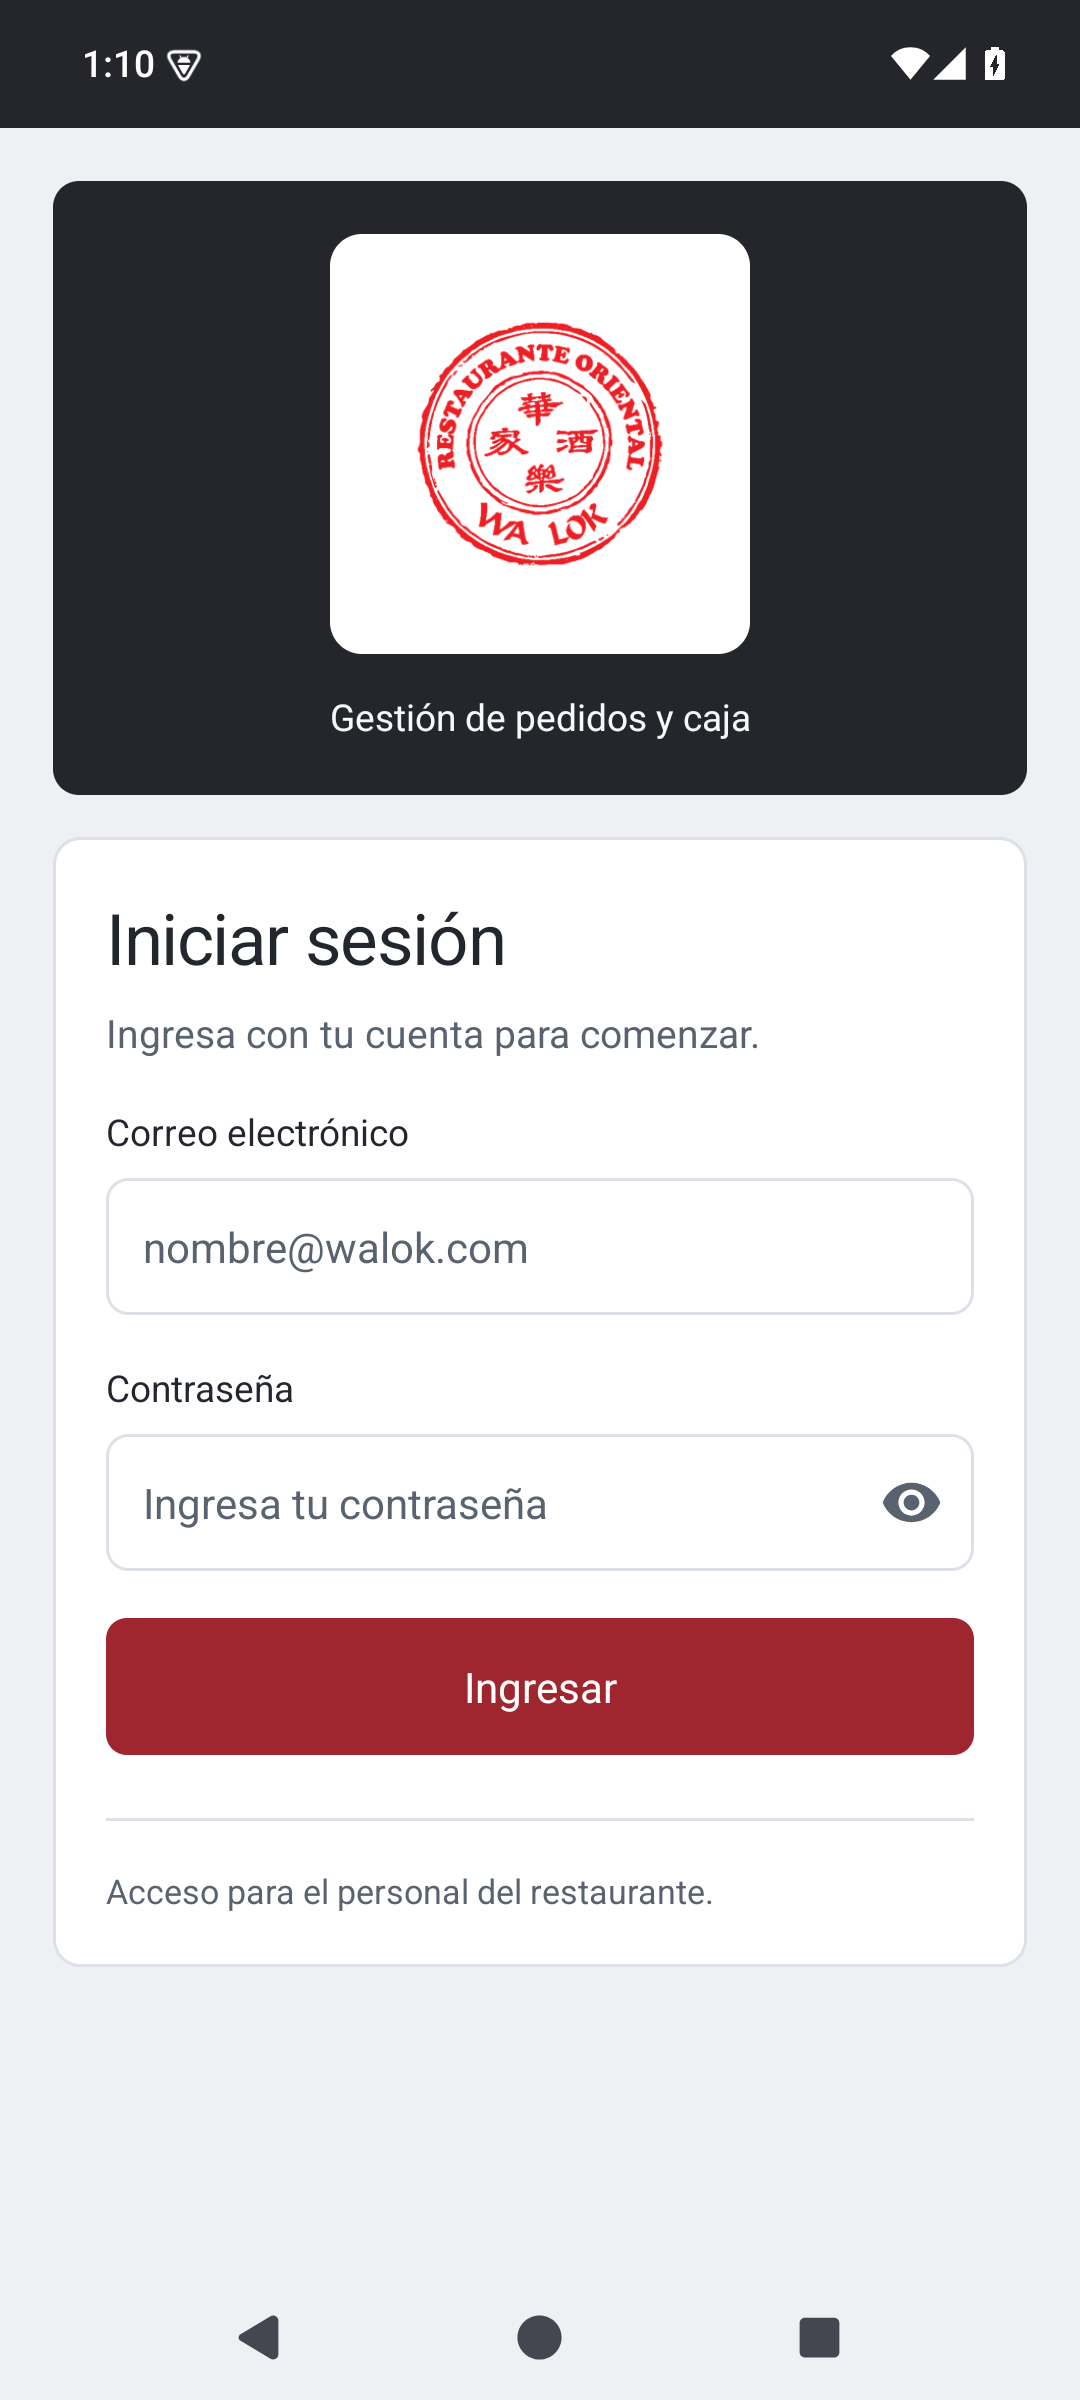 1:10
RESTAURANTE ORIENTAL
華
家 酒
樂
WA LOK
Gestión de pedidos y caja
Iniciar sesión
Ingresa con tu cuenta para comenzar.
Correo electrónico
nombre@walok.com
Contraseña
Ingresa tu contraseña
Ingresar
Acceso para el personal del restaurante.